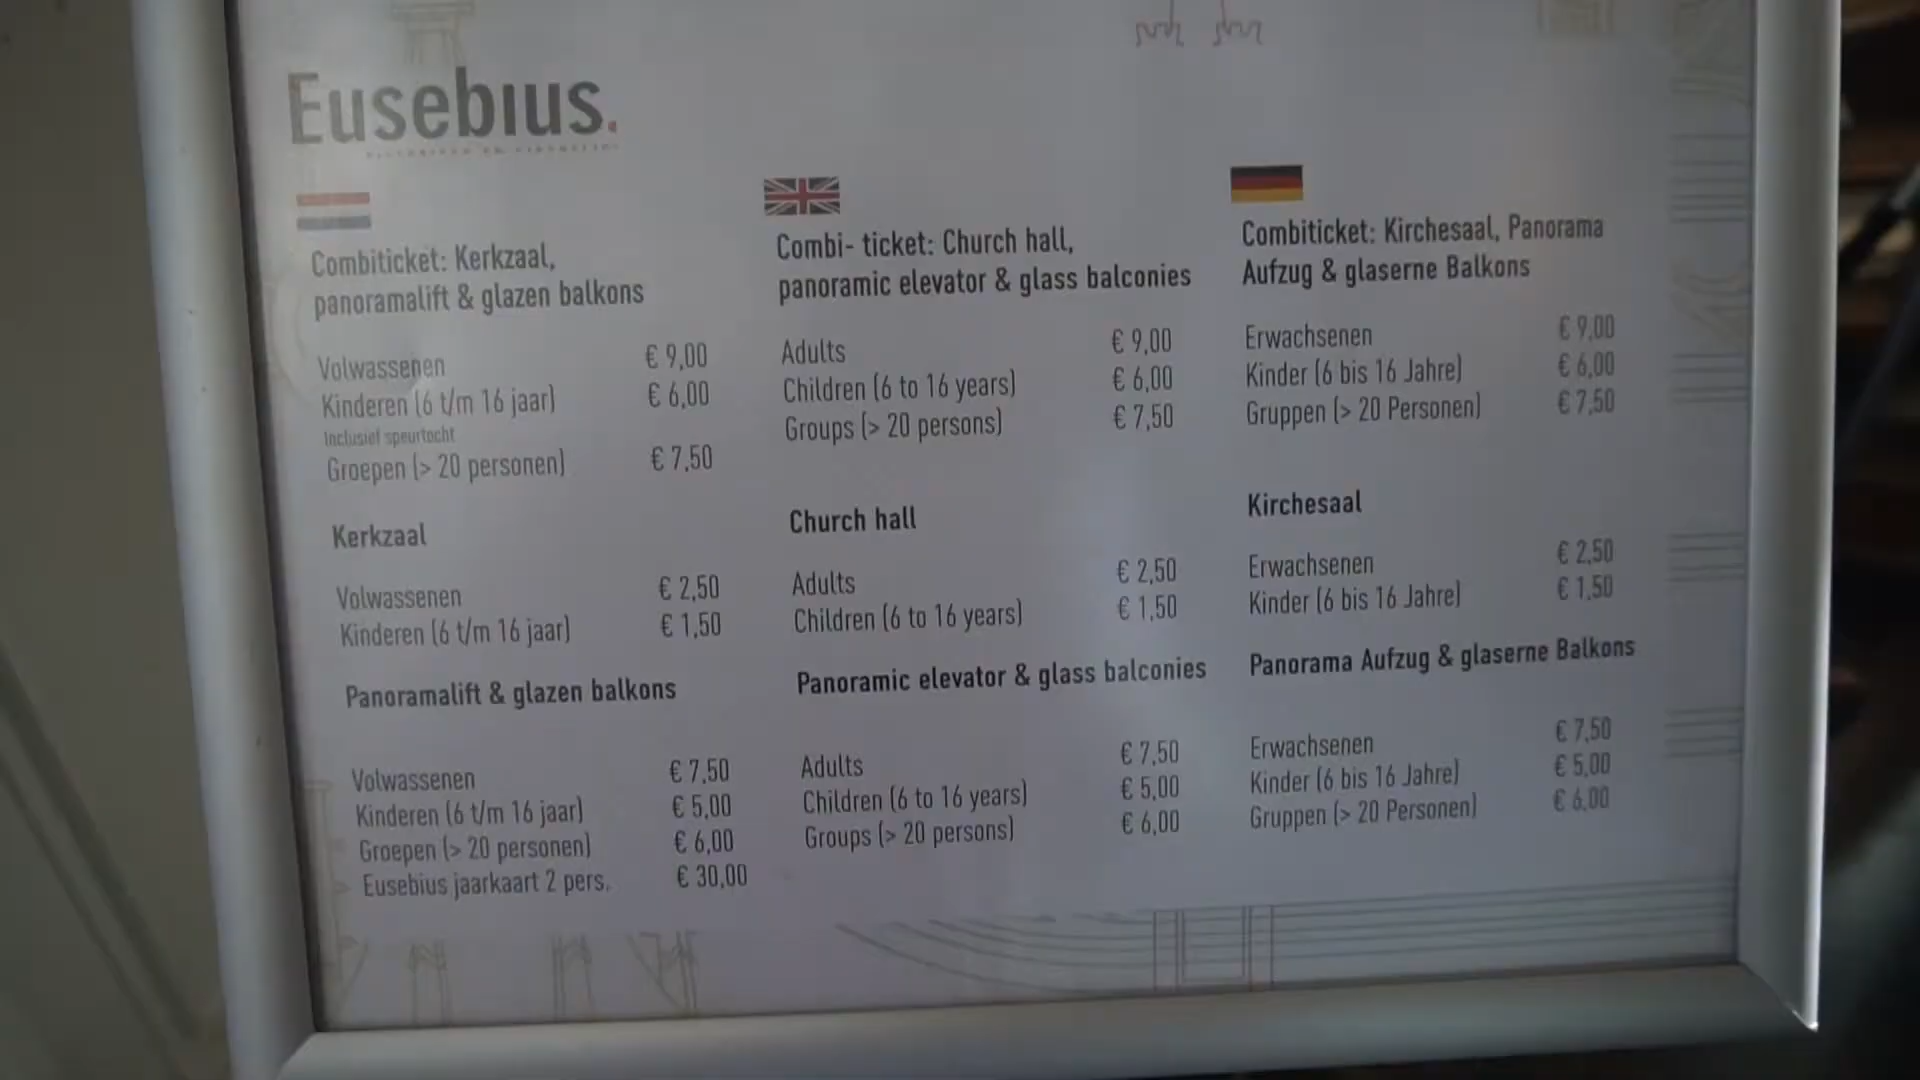 Eusebius.
Combiticket: Kerkzaal,
panoramalift & glazen balkons
Volwassenen € 9,00
Kinderen (6 t/m 16 jaar) € 6,00
Inclusief speurtocht
Groepen (> 20 personen) € 7,50
Kerkzaal
Volwassenen € 2,50
Kinderen (6 t/m 16 jaar) € 1,50
Panoramalift & glazen balkons
Volwassenen € 7,50
Kinderen (6 t/m 16 jaar) € 5,00
Groepen (> 20 personen) € 6,00
Eusebius jaarkaart 2 pers. € 30,00
Combi- ticket: Church hall,
panoramic elevator & glass balconies
Adults € 9,00
Children (6 to 16 years) € 6,00
Groups (> 20 persons) € 7,50
Church hall
Adults € 2,50
Children (6 to 16 years) € 1,50
Panoramic elevator & glass balconies
Adults € 7,50
Children (6 to 16 years) € 5,00
Groups (> 20 persons) € 6,00
Combiticket: Kirchesaal, Panorama
Aufzug & glaserne Balkons
Erwachsenen € 9,00
Kinder (6 bis 16 Jahre) € 6,00
Gruppen (> 20 Personen) € 7,50
Kirchesaal
Erwachsenen € 2,50
Kinder (6 bis 16 Jahre) € 1,50
Panorama Aufzug & glaserne Balkons
Erwachsenen € 7,50
Kinder (6 bis 16 Jahre) € 5,00
Gruppen (> 20 Personen) € 6,00